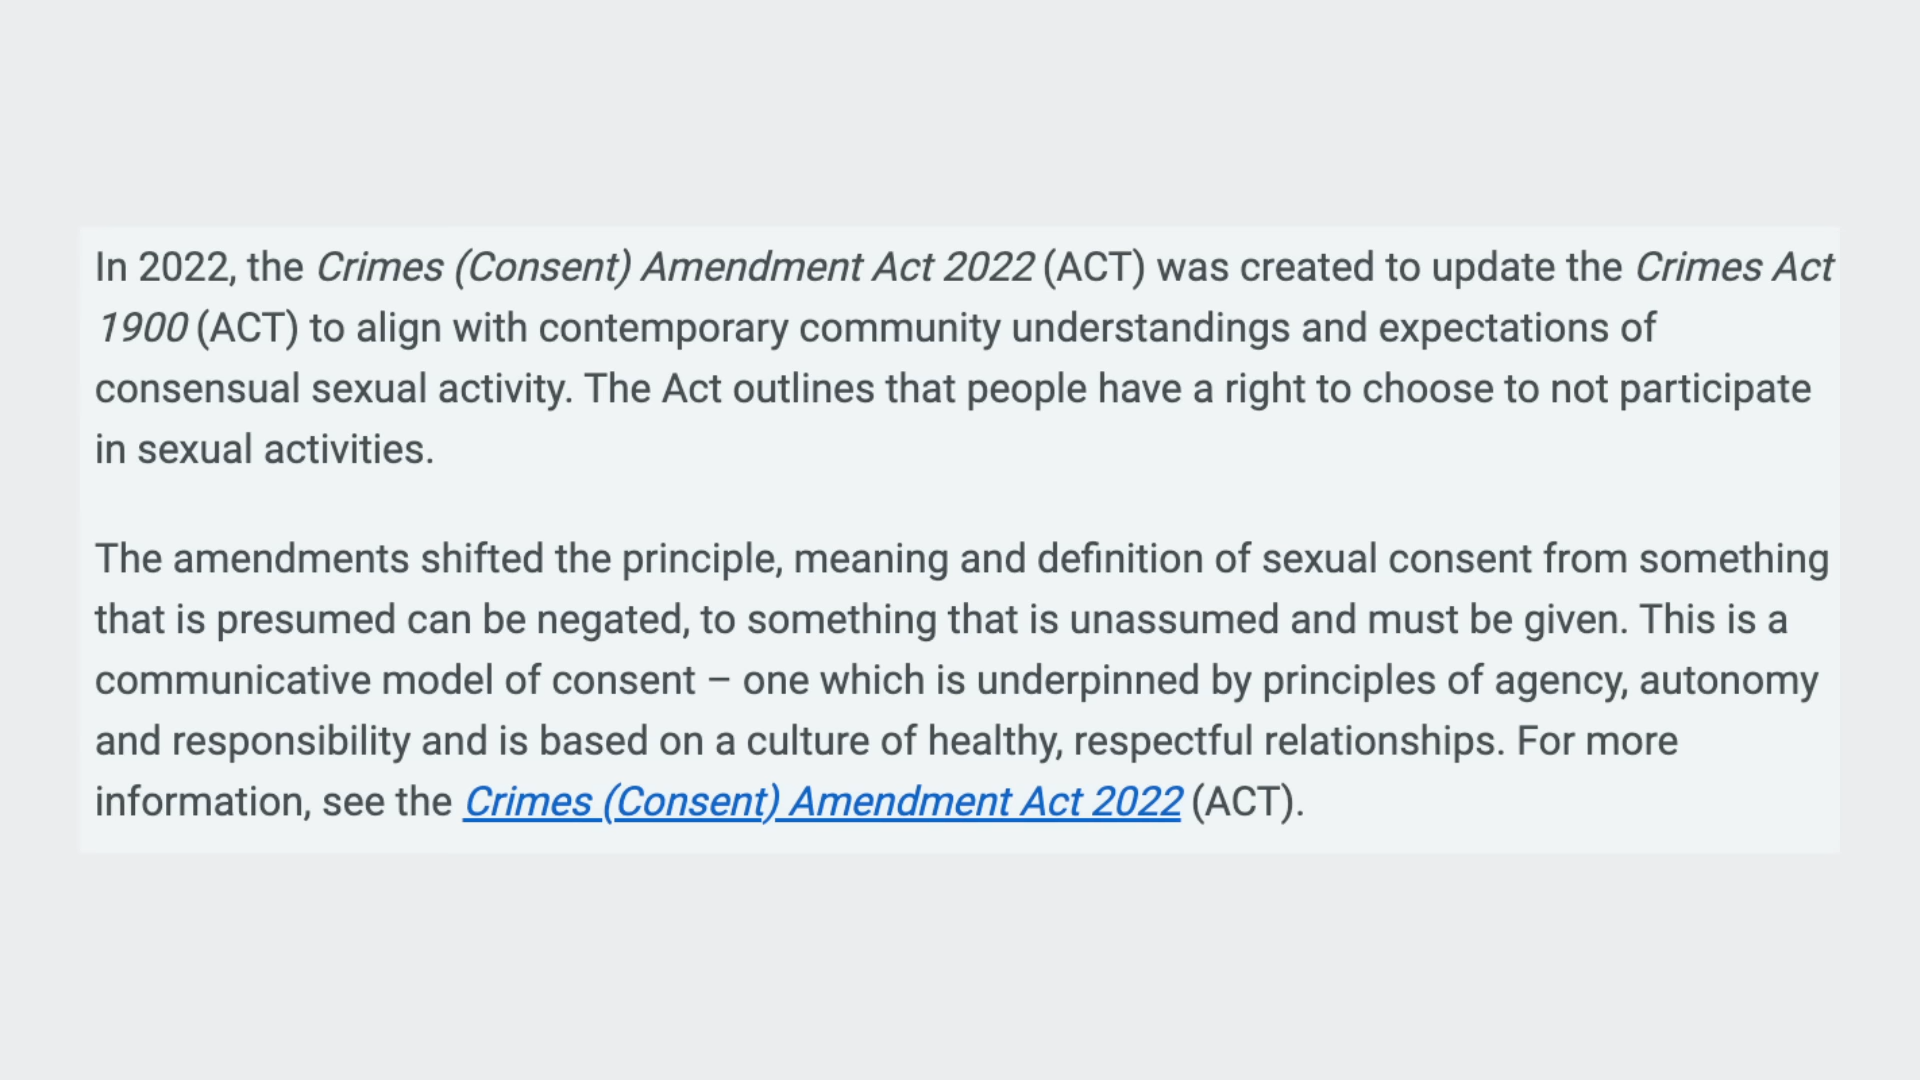 In 2022, the Crimes (Consent) Amendment Act 2022 (ACT) was created to update the Crimes Act
1900 (ACT) to align with contemporary community understandings and expectations of
consensual sexual activity. The Act outlines that people have a right to choose to not participate
in sexual activities.
The amendments shifted the principle, meaning and definition of sexual consent from something
that is presumed can be negated, to something that is unassumed and must be given. This is a
communicative model of consent – one which is underpinned by principles of agency, autonomy
and responsibility and is based on a culture of healthy, respectful relationships. For more
information, see the Crimes (Consent) Amendment Act 2022 (ACT).